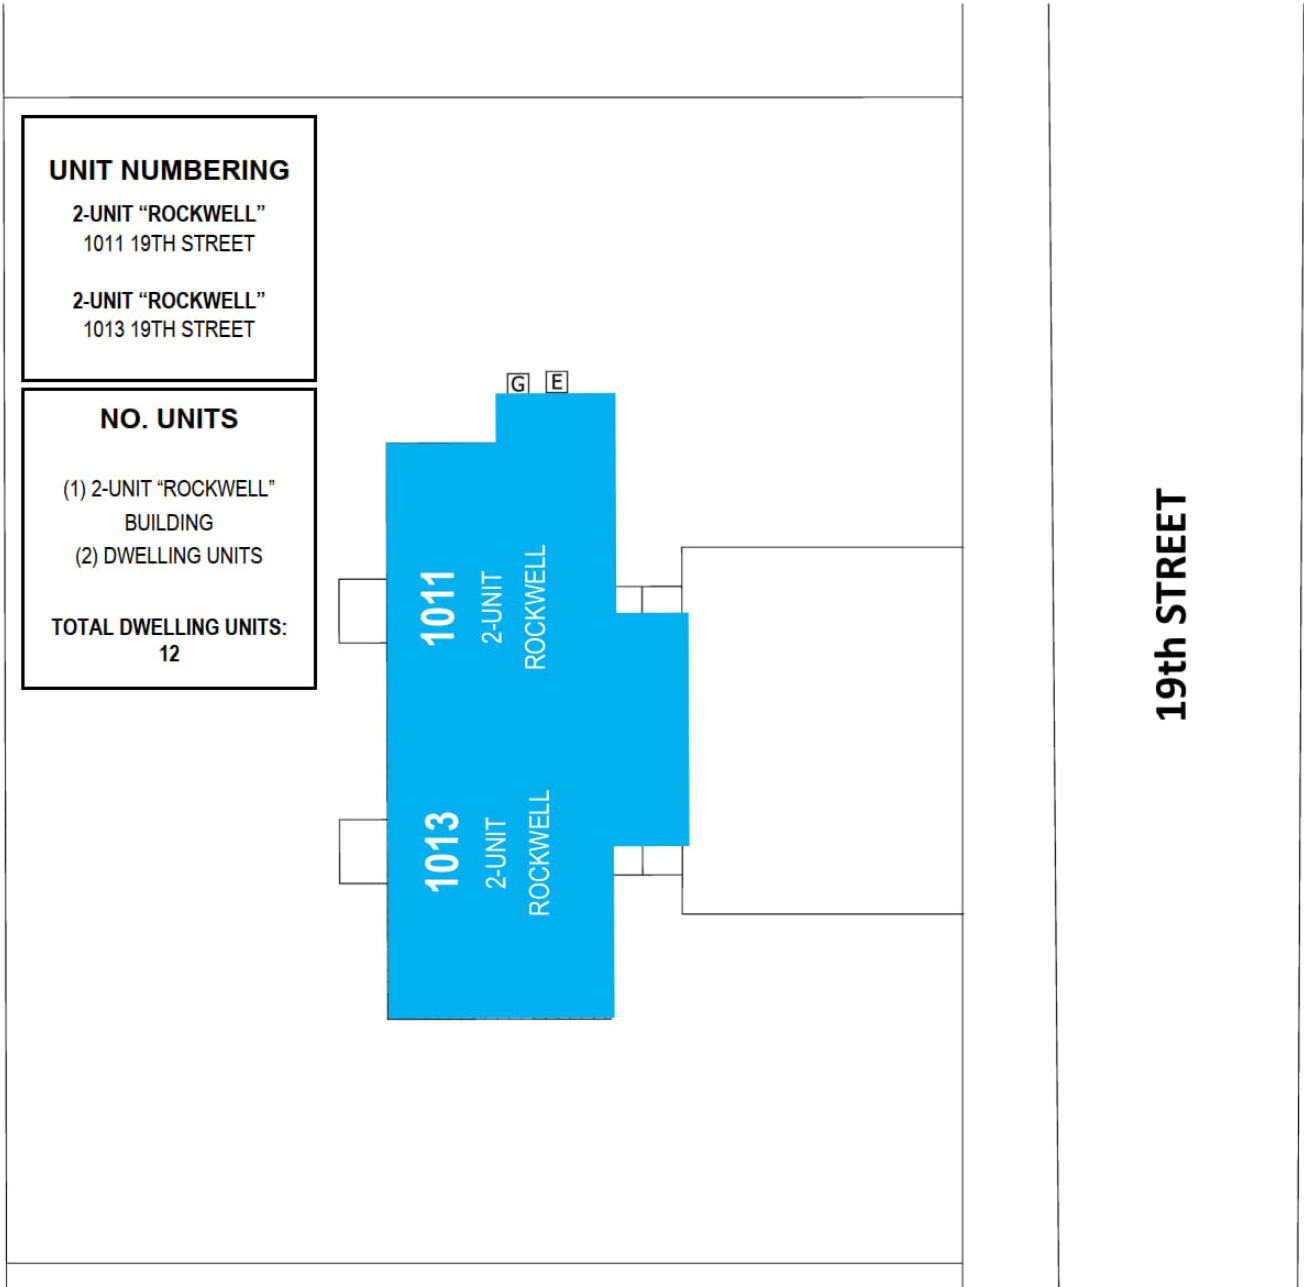 UNIT NUMBERING
2-UNIT “ROCKWELL”
1011 19TH STREET
2-UNIT “ROCKWELL”
1013 19TH STREET
NO. UNITS
(1) 2-UNIT “ROCKWELL”
BUILDING
(2) DWELLING UNITS
TOTAL DWELLING UNITS:
12
G E
1011
2-UNIT
ROCKWELL
1013
2-UNIT
ROCKWELL
19th STREET